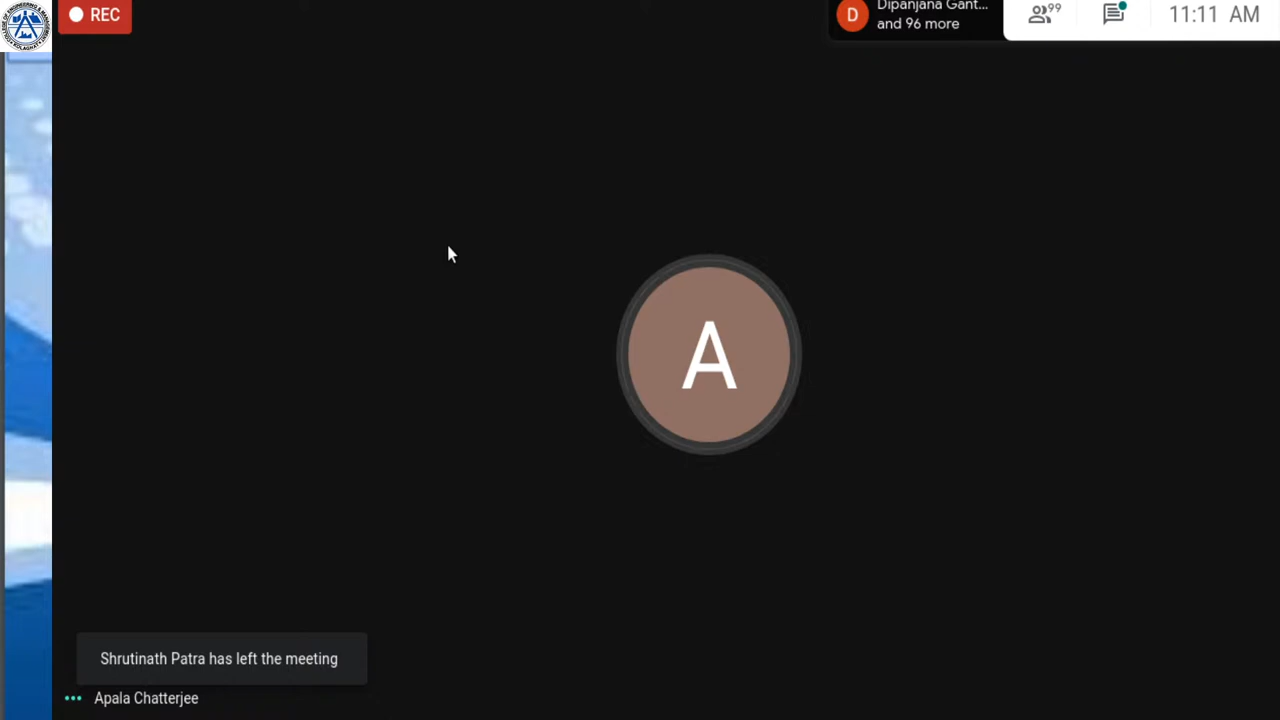 REC
Dipanjana Gant...
and 96 more
D
99
11:11 AM
A
Shrutinath Patra has left the meeting
Apala Chatterjee